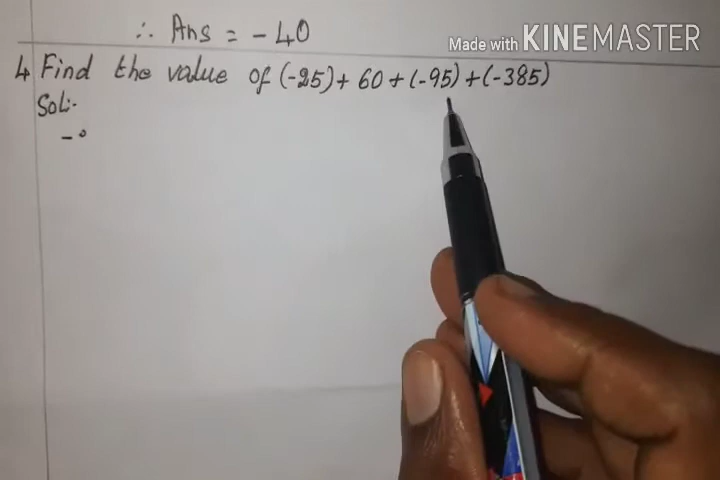 ∴ Ans = - 40
Made with KINEMASTER
4 Find the value of (-25) + 60 + (-95) + (-385)
Sol:-